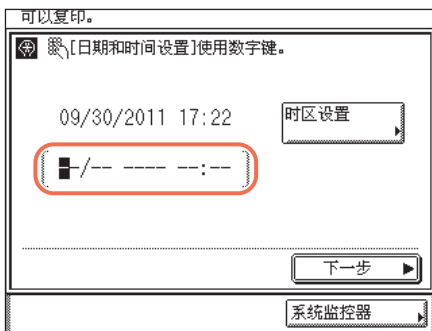 可以复印。
[日期和时间设置]使用数字键。
09/30/2011 17:22
时区设置
-/-- ---- --:--
下一步
系统监控器